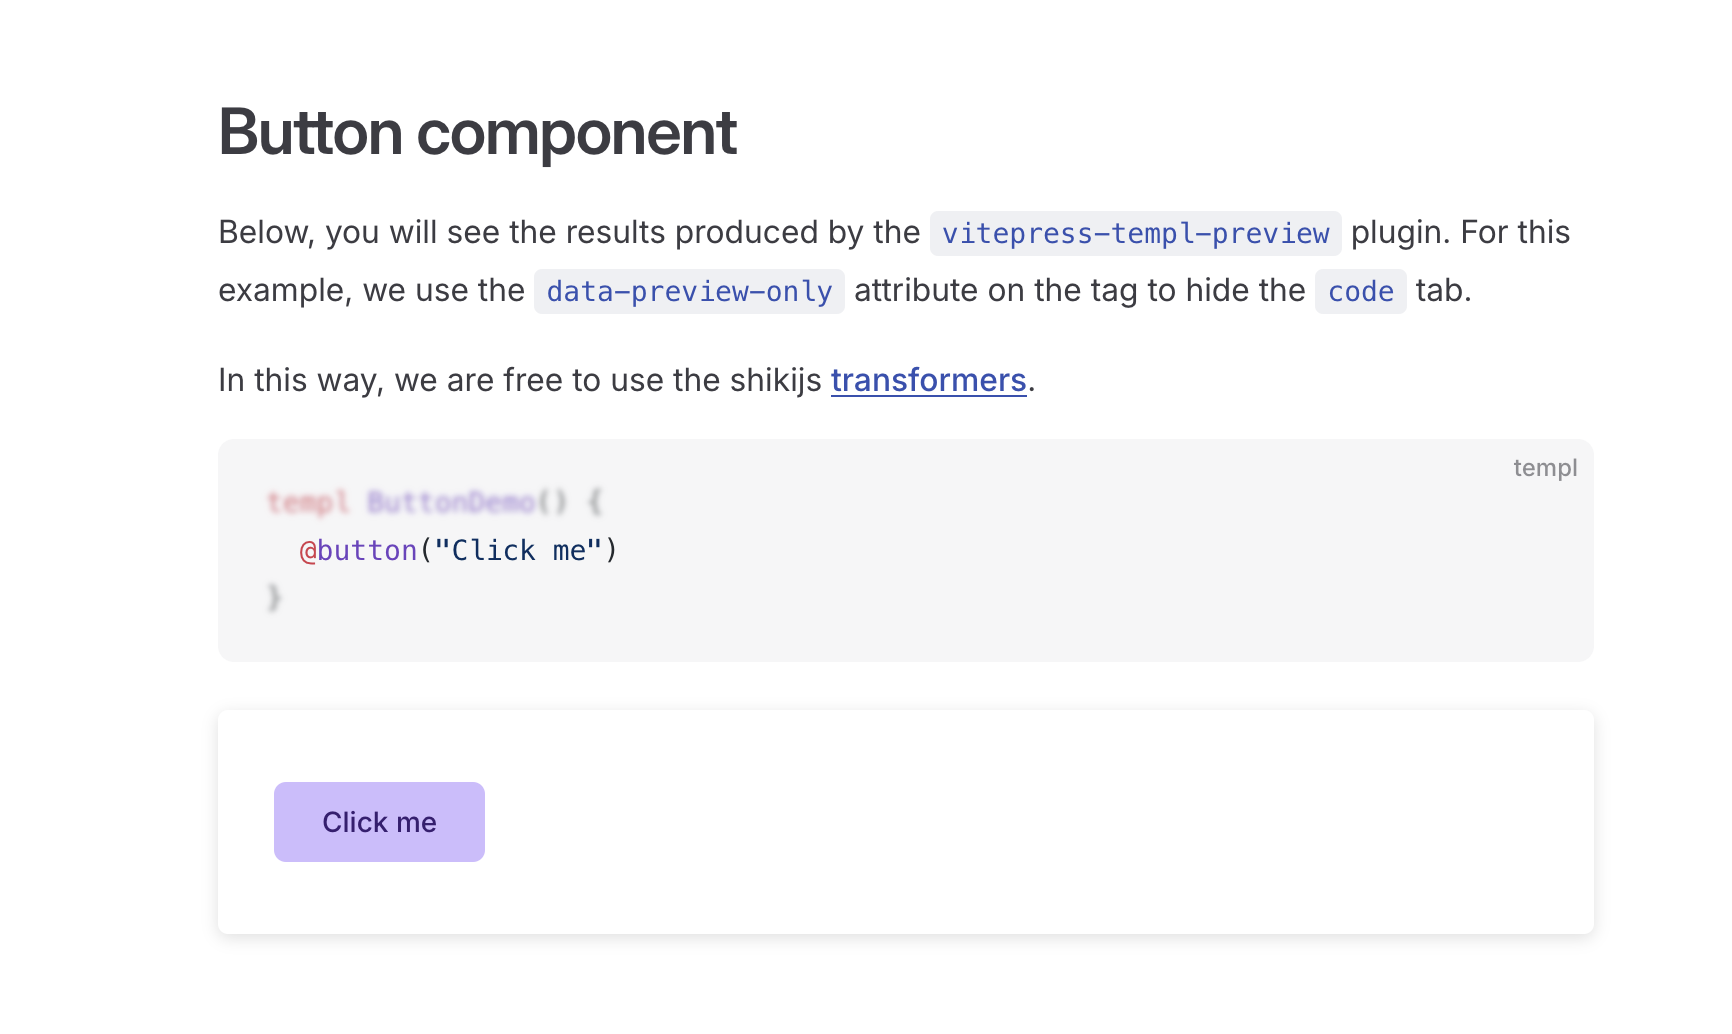 Button component
Below, you will see the results produced by the vitepress-templ-preview plugin. For this
example, we use the data-preview-only attribute on the tag to hide the code tab.
In this way, we are free to use the shikijs transformers.
templ
templ ButtonDemo() {
@button("Click me")
}
Click me